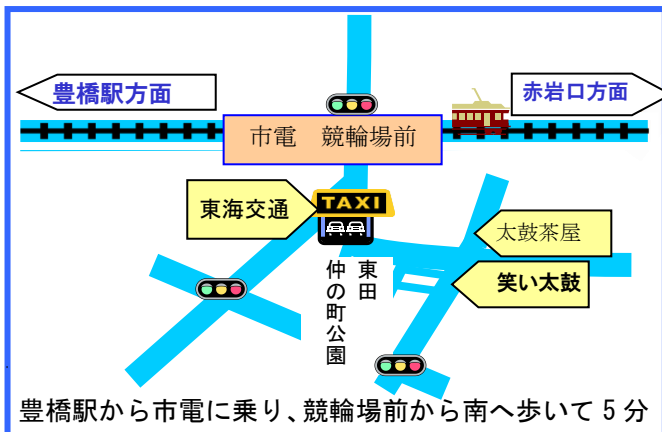 豊橋駅方面
赤岩口方面
市電　競輪場前
東海交通
TAXI
太鼓茶屋
笑い太鼓
東田
仲の町公園
豊橋駅から市電に乗り、競輪場前から南へ歩いて 5 分